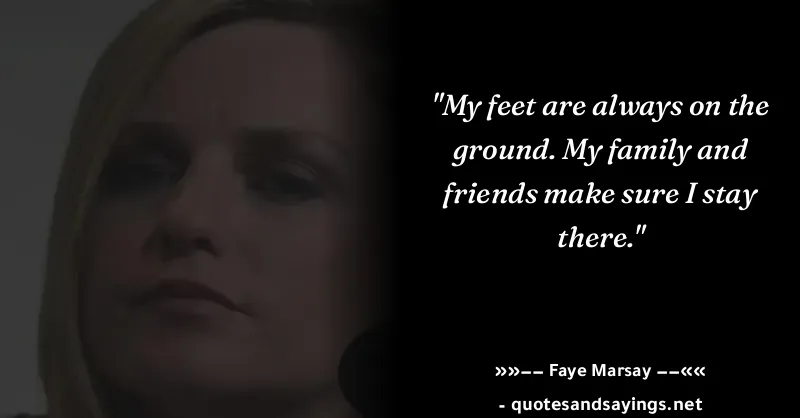 "My feet are always on the
ground. My family and
friends make sure I stay
there."
»»−− Faye Marsay −−««
- quotesandsayings.net